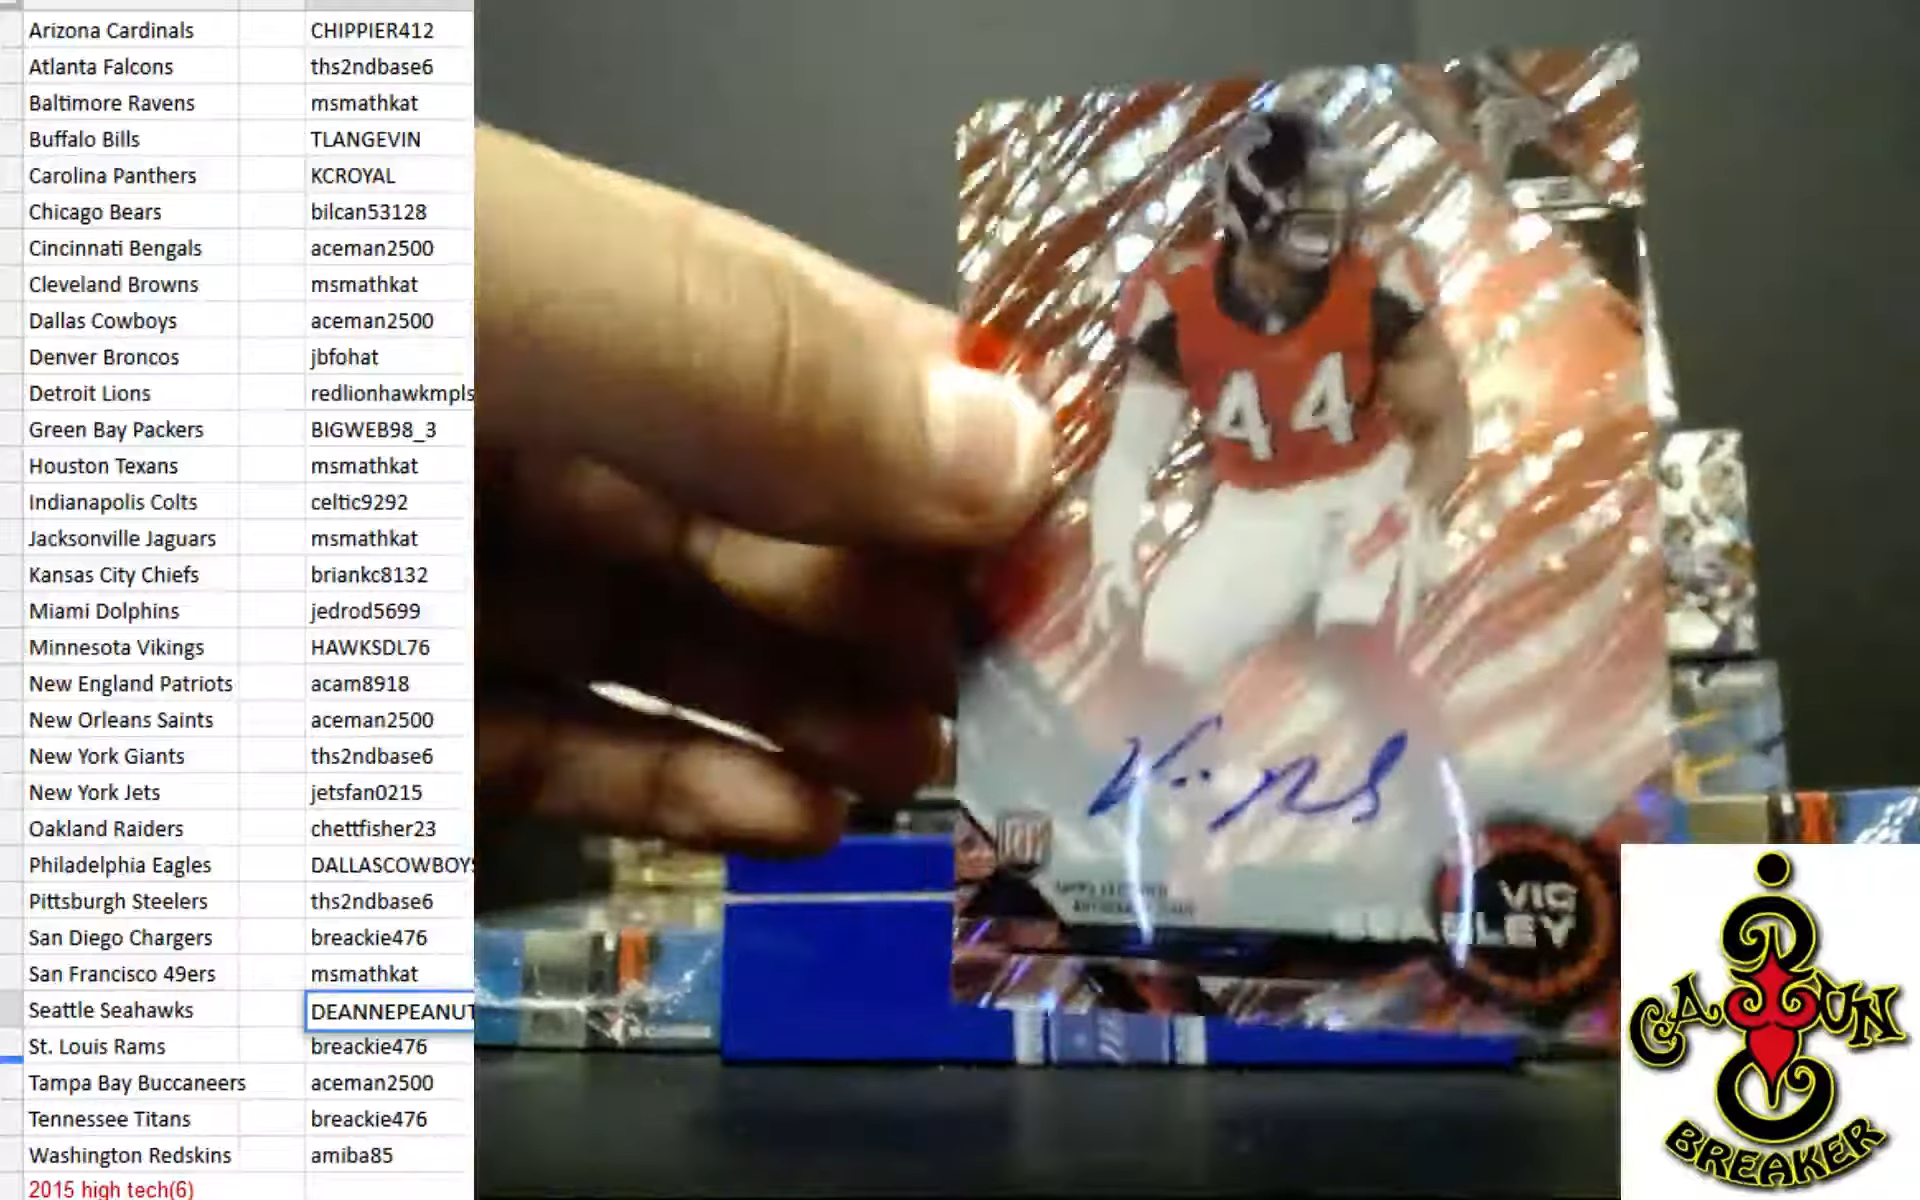 Arizona Cardinals CHIPPIER412
Atlanta Falcons ths2ndbase6
Baltimore Ravens msmathkat
Buffalo Bills TLANGEVIN
Carolina Panthers KCROYAL
Chicago Bears bilcan53128
Cincinnati Bengals aceman2500
Cleveland Browns msmathkat
Dallas Cowboys aceman2500
Denver Broncos jbfohat
Detroit Lions redlionhawkmpls
Green Bay Packers BIGWEB98_3
Houston Texans msmathkat
Indianapolis Colts celtic9292
Jacksonville Jaguars msmathkat
Kansas City Chiefs briankc8132
Miami Dolphins jedrod5699
Minnesota Vikings HAWKSDL76
New England Patriots acam8918
New Orleans Saints aceman2500
New York Giants ths2ndbase6
New York Jets jetsfan0215
Oakland Raiders chettfisher23
Philadelphia Eagles DALLASCOWBOYS
Pittsburgh Steelers ths2ndbase6
San Diego Chargers breackie476
San Francisco 49ers msmathkat
Seattle Seahawks DEANNEPEANUT
St. Louis Rams breackie476
Tampa Bay Buccaneers aceman2500
Tennessee Titans breackie476
Washington Redskins amiba85
2015 high tech(6)
44
VIC
BEASLEY
CAJUN
BREAKER